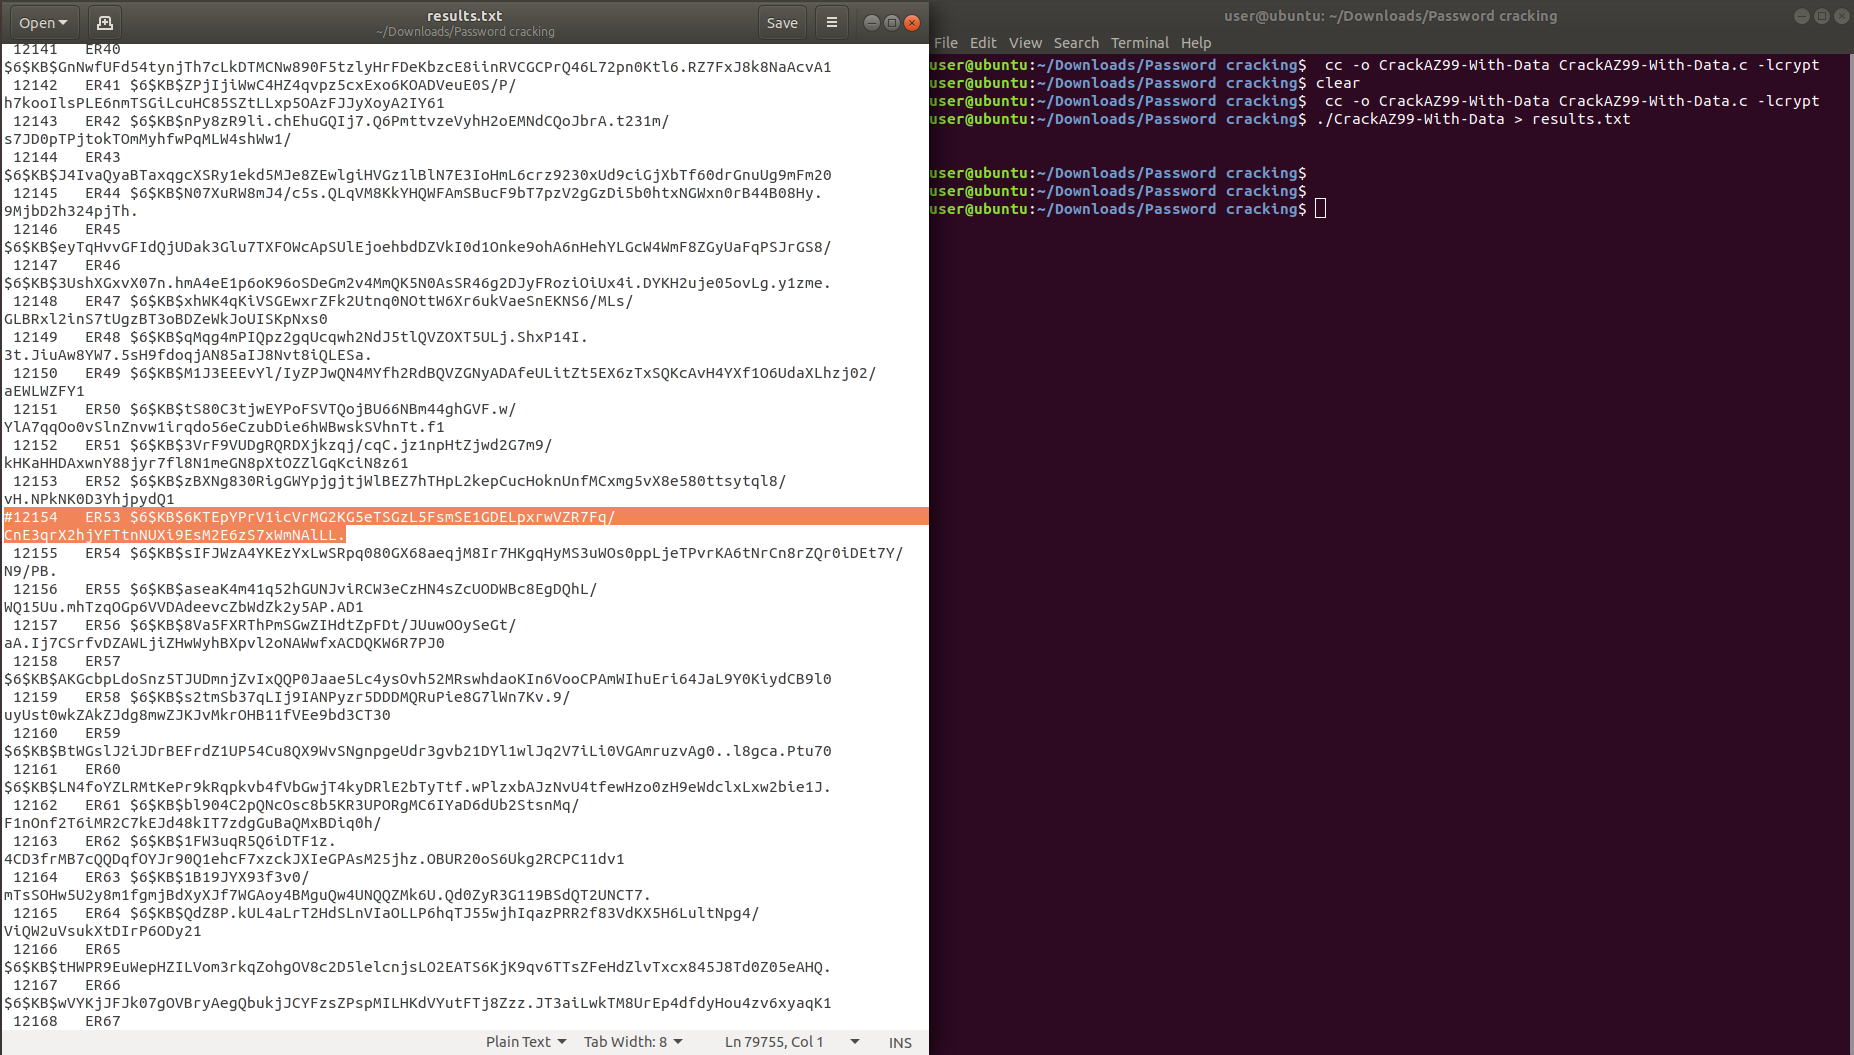 Open
results.txt
~/Downloads/Password cracking
Save
12141 ER40
$6$KB$GnNwfUFd54tynjTh7cLkDTMCNw890F5tzlyHrFDeKbzcE8iinRVCGCPrQ46L72pn0Ktl6.RZ7FxJ8k8NaAcvA1
12142 ER41 $6$KB$ZPjIjiWwC4HZ4qvpz5cxExo6KOADVeuE0S/P/
h7kooIlsPLE6nmTSGiLcuHC85SZtLLxp5OAzFJJyXoyA2IY61
12143 ER42 $6$KB$nPy8zR9li.chEhuGQIj7.Q6PmttvzeVyhH2oEMNdCQoJbrA.t231m/
s7JD0pTPjtokTOmMyhfwPqMLW4shWw1/
12144 ER43
$6$KB$J4IvaQyaBTaxqgcXSRy1ekd5MJe8ZEwlgiHVGz1lBlN7E3IoHmL6crz9230xUd9ciGjXbTf60drGnuUg9mFm20
12145 ER44 $6$KB$N07XuRW8mJ4/c5s.QLqVM8KkYHQWFAmSBucF9bT7pzV2gGzDi5b0htxNGWxn0rB44B08Hy.
9MjbD2h324pjTh.
12146 ER45
$6$KB$eyTqHvvGFIdQjUDak3Glu7TXFOWcApSUlEjoehbdDZVkI0d1Onke9ohA6nHehYLGcW4WmF8ZGyUaFqPSJrGS8/
12147 ER46
$6$KB$3UshXGxvX07n.hmA4eE1p6oK96oSDeGm2v4MmQK5N0AsSR46g2DJyFRoziOiUx4i.DYKH2uje05ovLg.y1zme.
12148 ER47 $6$KB$xhWK4qKiVSGEwxrZFk2Utnq0NOttW6Xr6ukVaeSnEKNS6/MLs/
GLBRxl2inS7tUgzBT3oBDZeWkJoUISKpNxs0
12149 ER48 $6$KB$qMqg4mPIQpz2gqUcqwh2NdJ5tlQVZOXT5ULj.ShxP14I.
3t.JiuAw8YW7.5sH9fdoqjAN85aIJ8Nvt8iQLESa.
12150 ER49 $6$KB$M1J3EEEvYl/IyZPJwQN4MYfh2RdBQVZGNyADAfeULitZt5EX6zTxSQKcAvH4YXf1O6UdaXLhzj02/
aEWLWZFY1
12151 ER50 $6$KB$tS80C3tjwEYPoFSVTQojBU66NBm44ghGVF.w/
YlA7qqOo0vSlnZnvw1irqdo56eCzubDie6hWBwskSVhnTt.f1
12152 ER51 $6$KB$3VrF9VUDgRQRDXjkzqj/cqC.jz1npHtZjwd2G7m9/
kHKaHHDAxwnY88jyr7fl8N1meGN8pXtOZZlGqKciN8z61
12153 ER52 $6$KB$zBXNg830RigGWYpjgjtjWlBEZ7hTHpL2kepCucHoknUnfMCxmg5vX8e580ttsytql8/
vH.NPkNK0D3YhjpydQ1
#12154 ER53 $6$KB$6KTEpYPrV1icVrMG2KG5eTSGzL5FsmSE1GDELpxrwVZR7Fq/
CnE3qrX2hjYFTtnNUXi9EsM2E6zS7xWmNAlLL.
12155 ER54 $6$KB$sIFJWzA4YKEzYxLwSRpq080GX68aeqjM8Ir7HKgqHyMS3uWOs0ppLjeTPvrKA6tNrCn8rZQr0iDEt7Y/
N9/PB.
12156 ER55 $6$KB$aseaK4m41q52hGUNJviRCW3eCzHN4sZcUODWBc8EgDQhL/
WQ15Uu.mhTzqOGp6VVDAdeevcZbWdZk2y5AP.AD1
12157 ER56 $6$KB$8Va5FXRThPmSGwZIHdtZpFDt/JUuwOOySeGt/
aA.Ij7CSrfvDZAWLjiZHwWyhBXpvl2oNAWwfxACDQKW6R7PJ0
12158 ER57
$6$KB$AKGcbpLdoSnz5TJUDmnjZvIxQQP0Jaae5Lc4ysOvh52MRswhdaoKIn6VooCPAmWIhuEri64JaL9Y0KiydCB9l0
12159 ER58 $6$KB$s2tmSb37qLIj9IANPyzr5DDDMQRuPie8G7lWn7Kv.9/
uyUst0wkZAkZJdg8mwZJKJvMkrOHB11fVEe9bd3CT30
12160 ER59
$6$KB$BtWGslJ2iJDrBEFrdZ1UP54Cu8QX9WvSNgnpgeUdr3gvb21DYl1wlJq2V7iLi0VGAmruzvAg0..l8gca.Ptu70
12161 ER60
$6$KB$LN4foYZLRMtKePr9kRqpkvb4fVbGwjT4kyDRlE2bTyTtf.wPlzxbAJzNvU4tfewHzo0zH9eWdclxLxw2bie1J.
12162 ER61 $6$KB$bl904C2pQNcOsc8b5KR3UPORgMC6IYaD6dUb2StsnMq/
F1nOnf2T6iMR2C7kEJd48kIT7zdgGuBaQMxBDiq0h/
12163 ER62 $6$KB$1FW3uqR5Q6iDTF1z.
4CD3frMB7cQQDqfOYJr90Q1ehcF7xzckJXIeGPAsM25jhz.OBUR20oS6Ukg2RCPC11dv1
12164 ER63 $6$KB$1B19JYX93f3v0/
mTsSOHw5U2y8m1fgmjBdXyXJf7WGAoy4BMguQw4UNQQZMk6U.Qd0ZyR3G119BSdQT2UNCT7.
12165 ER64 $6$KB$QdZ8P.kUL4aLrT2HdSLnVIaOLLP6hqTJ55wjhIqazPRR2f83VdKX5H6LultNpg4/
ViQW2uVsukXtDIrP6ODy21
12166 ER65
$6$KB$tHWPR9EuWepHZILVom3rkqZohgOV8c2D5lelcnjsLO2EATS6KjK9qv6TTsZFeHdZlvTxcx845J8Td0Z05eAHQ.
12167 ER66
$6$KB$wVYKjJFJk07gOVBryAegQbukjJCYFzsZPspMILHKdVYutFTj8Zzz.JT3aiLwkTM8UrEp4dfdyHou4zv6xyaqK1
12168 ER67
Plain Text Tab Width: 8 Ln 79755, Col 1 INS
user@ubuntu: ~/Downloads/Password cracking
File Edit View Search Terminal Help
user@ubuntu:~/Downloads/Password cracking$  cc -o CrackAZ99-With-Data CrackAZ99-With-Data.c -lcrypt
user@ubuntu:~/Downloads/Password cracking$ clear
user@ubuntu:~/Downloads/Password cracking$  cc -o CrackAZ99-With-Data CrackAZ99-With-Data.c -lcrypt
user@ubuntu:~/Downloads/Password cracking$ ./CrackAZ99-With-Data > results.txt
user@ubuntu:~/Downloads/Password cracking$
user@ubuntu:~/Downloads/Password cracking$
user@ubuntu:~/Downloads/Password cracking$